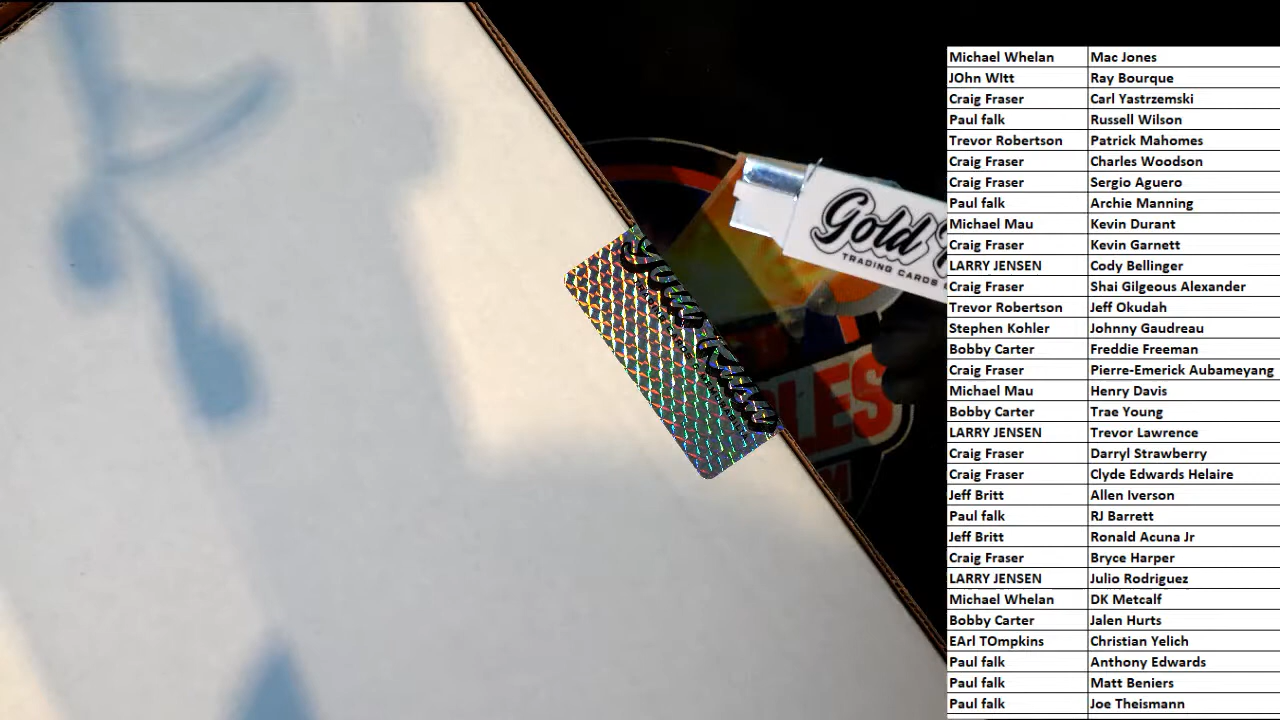 Gold
TRADING CARDS
LES
Michael Whelan Mac Jones
JOhn WItt Ray Bourque
Craig Fraser Carl Yastrzemski
Paul falk Russell Wilson
Trevor Robertson Patrick Mahomes
Craig Fraser Charles Woodson
Craig Fraser Sergio Aguero
Paul falk Archie Manning
Michael Mau Kevin Durant
Craig Fraser Kevin Garnett
LARRY JENSEN Cody Bellinger
Craig Fraser Shai Gilgeous Alexander
Trevor Robertson Jeff Okudah
Stephen Kohler Johnny Gaudreau
Bobby Carter Freddie Freeman
Craig Fraser Pierre-Emerick Aubameyang
Michael Mau Henry Davis
Bobby Carter Trae Young
LARRY JENSEN Trevor Lawrence
Craig Fraser Darryl Strawberry
Craig Fraser Clyde Edwards Helaire
Jeff Britt Allen Iverson
Paul falk RJ Barrett
Jeff Britt Ronald Acuna Jr
Craig Fraser Bryce Harper
LARRY JENSEN Julio Rodriguez
Michael Whelan DK Metcalf
Bobby Carter Jalen Hurts
EArl TOmpkins Christian Yelich
Paul falk Anthony Edwards
Paul falk Matt Beniers
Paul falk Joe Theismann